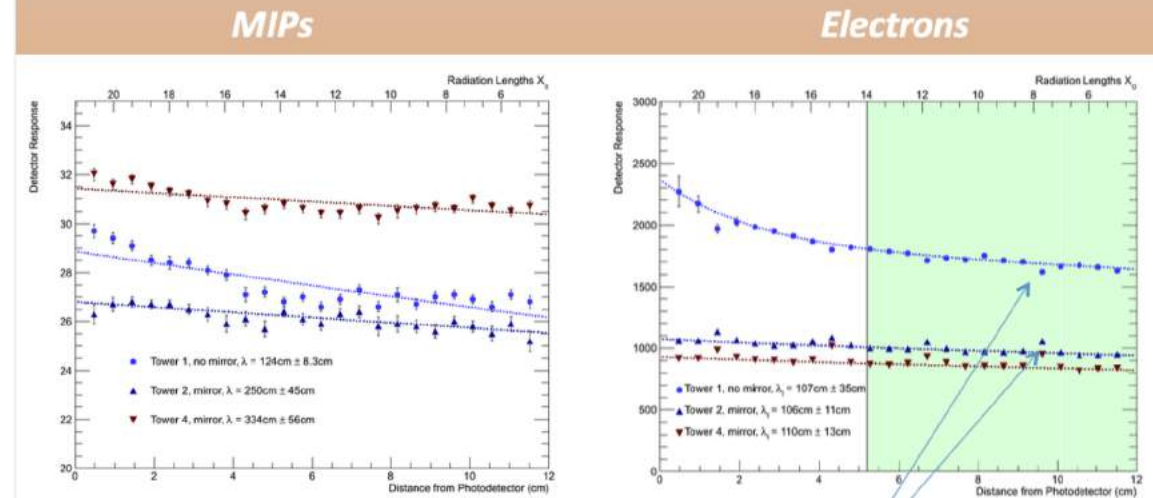 MIPs
Electrons
Radiation Lengths X₀
20 18 16 14 12 10 8 6
Detector Response
34
32
30
28
26
24
22
20
Tower 1, no mirror, λ = 124cm ± 8.3cm
Tower 2, mirror, λ = 250cm ± 45cm
Tower 4, mirror, λ = 334cm ± 56cm
0 2 4 6 8 10 12
Distance from Photodetector (cm)
Radiation Lengths X₀
20 18 16 14 12 10 8 6
Detector Response
3000
2500
2000
1500
1000
500
0
Tower 1, no mirror, λₗ = 107cm ± 35cm
Tower 2, mirror, λₗ = 106cm ± 11cm
Tower 4, mirror, λₗ = 110cm ± 13cm
0 2 4 6 8 10 12
Distance from Photodetector (cm)